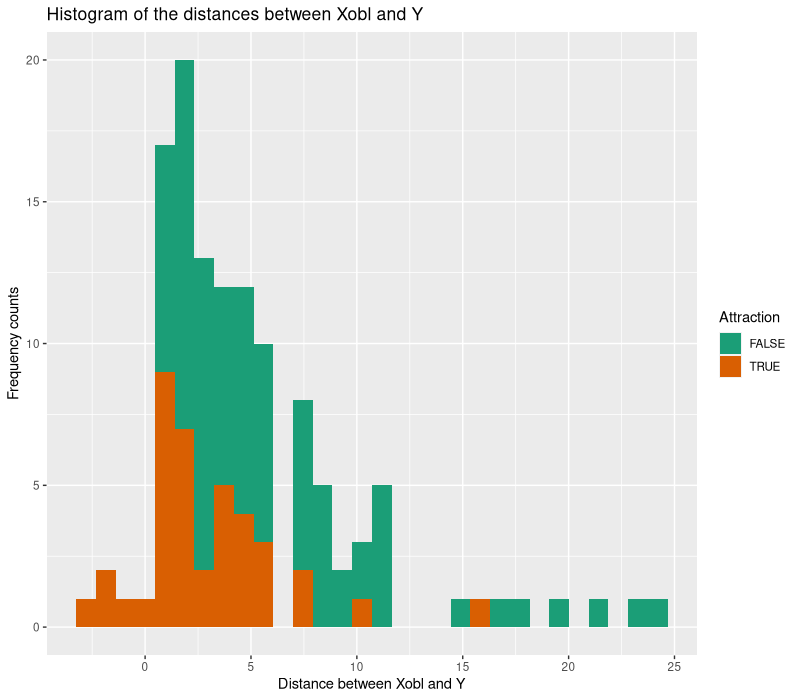 Histogram of the distances between Xobl and Y
Frequency counts
20
15
10
5
0
0 5 10 15 20 25
Distance between Xobl and Y
Attraction
FALSE
TRUE